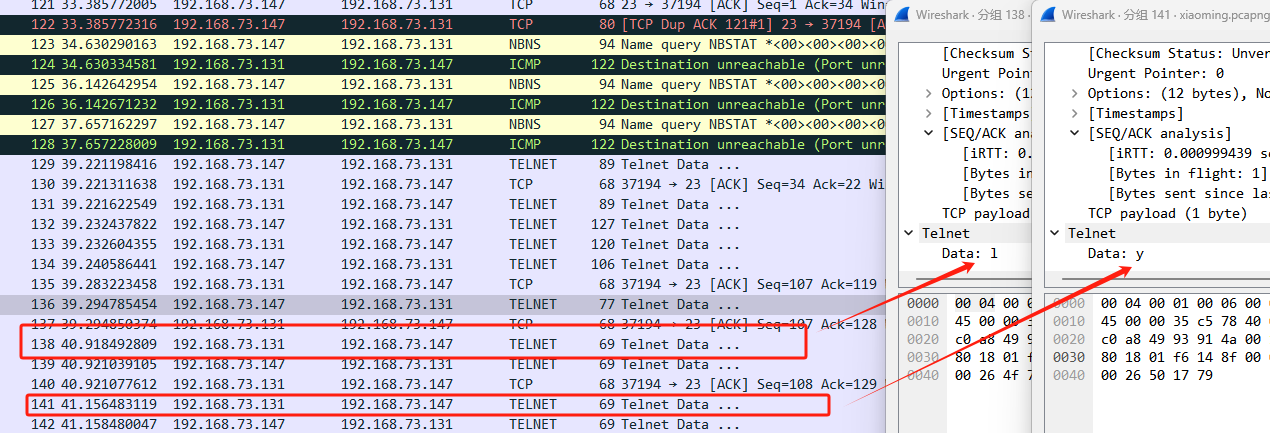 121 33.385772005 192.168.73.147 192.168.73.131 TCP 68 23 → 37194 [ACK] Seq=1 Ack=34 Win
122 33.38577 192.168.73.147 192.168.73.131 TCP 80 [TCP Dup ACK 121#1] 23 → 37194 [A
123 34.630290163 192.168.73.147 192.168.73.131 NBNS 94 Name query NBSTAT *<00><00><00><0
124 34.630334581 192.168.73.131 192.168.73.147 ICMP 122 Destination unreachable (Port unr
125 36.142642954 192.168.73.147 192.168.73.131 NBNS 94 Name query NBSTAT *<00><00><00><0
126 36.142671232 192.168.73.131 192.168.73.147 ICMP 122 Destination unreachable (Port unr
127 37.657162297 192.168.73.147 192.168.73.131 NBNS 94 Name query NBSTAT *<00><00><00><0
128 37.657228009 192.168.73.131 192.168.73.147 ICMP 122 Destination unreachable (Port unr
129 39.221198416 192.168.73.147 192.168.73.131 TELNET 89 Telnet Data ...
130 39.221311638 192.168.73.131 192.168.73.147 TCP 68 37194 → 23 [ACK] Seq=34 Ack=22 Wi
131 39.221622549 192.168.73.131 192.168.73.147 TELNET 89 Telnet Data ...
132 39.232437822 192.168.73.131 192.168.73.147 TELNET 127 Telnet Data ...
133 39.232604355 192.168.73.131 192.168.73.147 TELNET 120 Telnet Data ...
134 39.240586441 192.168.73.147 192.168.73.131 TELNET 106 Telnet Data ...
135 39.283223458 192.168.73.131 192.168.73.147 TCP 68 37194 → 23 [ACK] Seq=107 Ack=119
136 39.294785454 192.168.73.147 192.168.73.131 TELNET 77 Telnet Data ...
137 39.294850374 192.168.73.131 192.168.73.147 TCP 68 37194 → 23 [ACK] Seq=107 Ack=128
138 40.918492809 192.168.73.131 192.168.73.147 TELNET 69 Telnet Data ...
139 40.921039105 192.168.73.147 192.168.73.131 TELNET 69 Telnet Data ...
140 40.921077612 192.168.73.131 192.168.73.147 TCP 68 37194 → 23 [ACK] Seq=108 Ack=129
141 41.156483119 192.168.73.131 192.168.73.147 TELNET 69 Telnet Data ...
142 41.158480047 192.168.73.147 192.168.73.131 TELNET 69 Telnet Data ...
Wireshark · 分组 138 ·
[Checksum Status:
Urgent Point
Options: (1
[Timestamps
[SEQ/ACK ana
[iRTT: 0.
[Bytes in
[Bytes se
TCP payload
Telnet
Data: l
0000 00 04 00 0
0010 45 00 00
0020 c0 a8 49 9
0030 80 18 01 f
0040 00 26 4f 7
Wireshark · 分组 141 · xiaoming.pcapng
[Checksum Status: Unver
Urgent Pointer: 0
Options: (12 bytes), No
[Timestamps]
[SEQ/ACK analysis]
[iRTT: 0.000999439 se
[Bytes in flight: 1]
[Bytes sent since las
TCP payload (1 byte)
Telnet
Data: y
0000 00 04 00 01 00 06 00
0010 45 00 00 35 c5 78 40
0020 c0 a8 49 93 91 4a 00
0030 80 18 01 f6 14 8f 00
0040 00 26 50 17 79